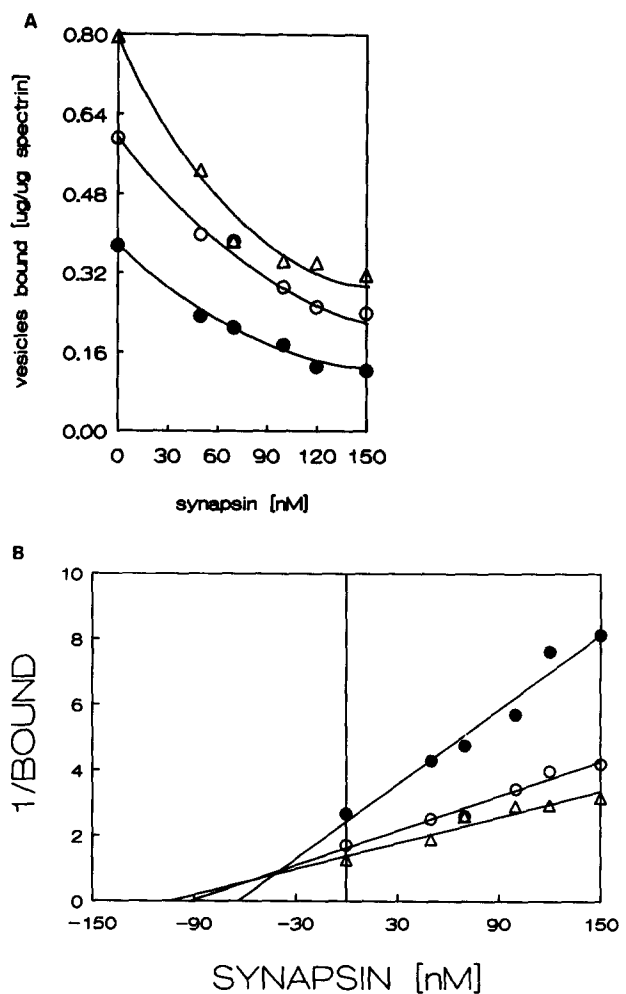 A
vesicles bound [ug/ug spectrin]
0.80
0.64
0.48
0.32
0.16
0.00
0 30 60 90 120 150
synapsin [nM]
B
1/BOUND
10
8
6
4
2
0
-150 -90 -30 30 90 150
SYNAPSIN [nM]